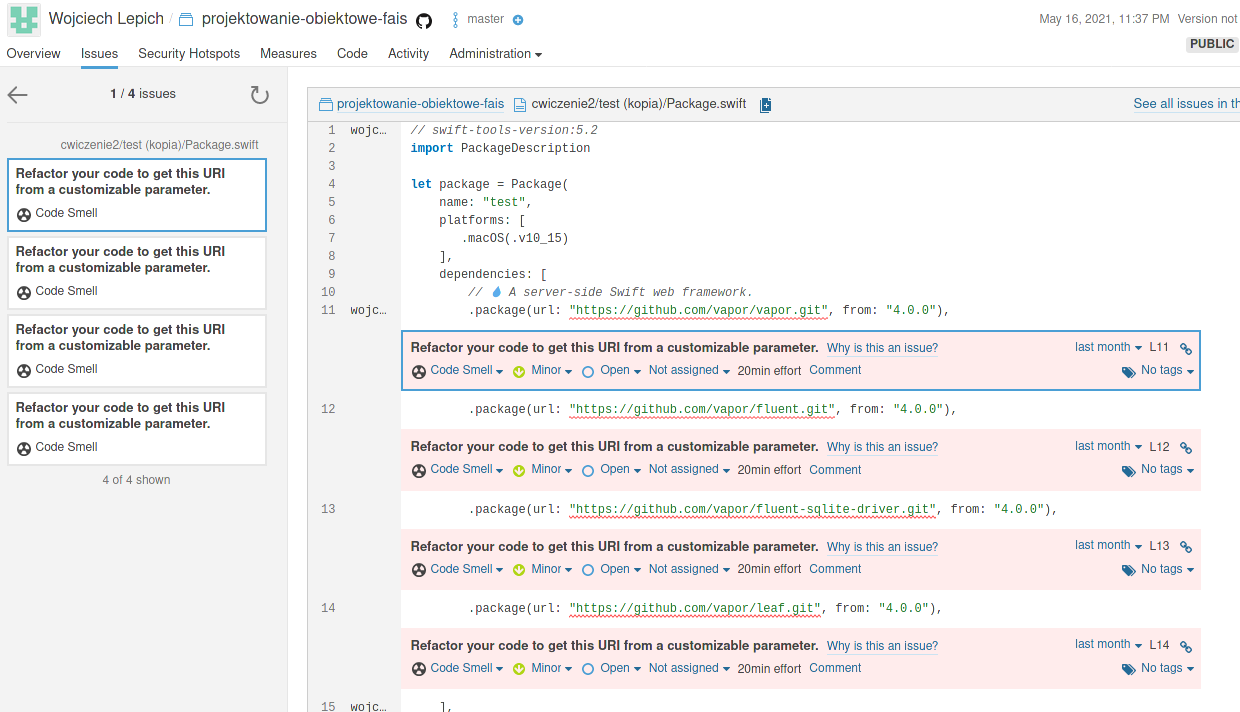 Wojciech Lepich / projektowanie-obiektowe-fais master May 16, 2021, 11:37 PM Version not
PUBLIC
Overview Issues Security Hotspots Measures Code Activity Administration
1 / 4 issues
cwiczenie2/test (kopia)/Package.swift
Refactor your code to get this URI
from a customizable parameter.
Code Smell
Refactor your code to get this URI
from a customizable parameter.
Code Smell
Refactor your code to get this URI
from a customizable parameter.
Code Smell
Refactor your code to get this URI
from a customizable parameter.
Code Smell
4 of 4 shown
projektowanie-obiektowe-fais cwiczenie2/test (kopia)/Package.swift See all issues in th
1 wojc… // swift-tools-version:5.2
2 import PackageDescription
3
4 let package = Package(
5 name: "test",
6 platforms: [
7 .macOS(.v10_15)
8 ],
9 dependencies: [
10 // 💧 A server-side Swift web framework.
11 wojc… .package(url: "https://github.com/vapor/vapor.git", from: "4.0.0"),
Refactor your code to get this URI from a customizable parameter. Why is this an issue? last month L11
Code Smell Minor Open Not assigned 20min effort Comment No tags
12 .package(url: "https://github.com/vapor/fluent.git", from: "4.0.0"),
Refactor your code to get this URI from a customizable parameter. Why is this an issue? last month L12
Code Smell Minor Open Not assigned 20min effort Comment No tags
13 .package(url: "https://github.com/vapor/fluent-sqlite-driver.git", from: "4.0.0"),
Refactor your code to get this URI from a customizable parameter. Why is this an issue? last month L13
Code Smell Minor Open Not assigned 20min effort Comment No tags
14 .package(url: "https://github.com/vapor/leaf.git", from: "4.0.0"),
Refactor your code to get this URI from a customizable parameter. Why is this an issue? last month L14
Code Smell Minor Open Not assigned 20min effort Comment No tags
15 wojc… ],